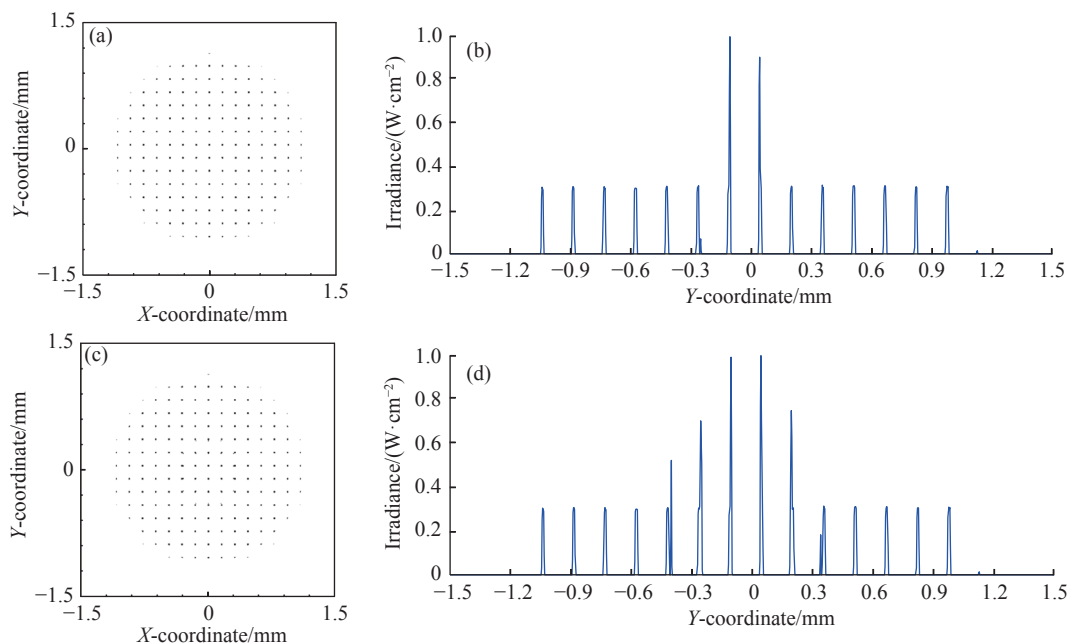 1.5
(a)
0
−1.5
−1.5 0 1.5
Y-coordinate/mm
X-coordinate/mm
(b)
1.0
0.8
0.6
0.4
0.2
0
Irradiance/(W·cm−2)
−1.5 −1.2 −0.9 −0.6 −0.3 0 0.3 0.6 0.9 1.2 1.5
Y-coordinate/mm
1.5
(c)
0
−1.5
−1.5 0 1.5
Y-coordinate/mm
X-coordinate/mm
(d)
1.0
0.8
0.6
0.4
0.2
0
Irradiance/(W·cm−2)
−1.5 −1.2 −0.9 −0.6 −0.3 0 0.3 0.6 0.9 1.2 1.5
Y-coordinate/mm